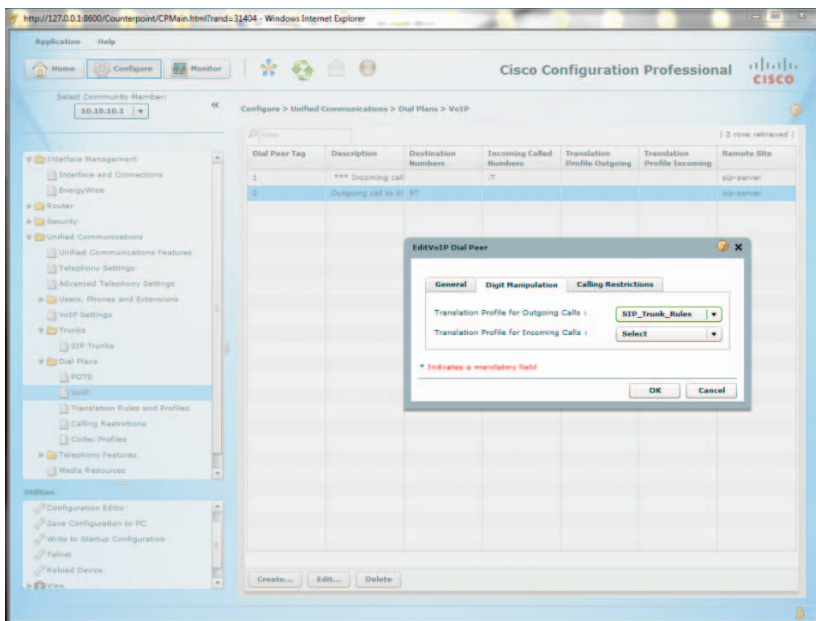 http://127.0.0.1:8600/Counterpoint/CPMain.html?rand=31404 - Windows Internet Explorer
Application Help
Home Configure Monitor
Cisco Configuration Professional
CISCO
Select Community Member:
10.10.10.1
Configure > Unified Communications > Dial Plans > VoIP
Filter
[ 2 rows retrieved ]
Dial Peer Tag Description Destination Numbers Incoming Called Numbers Translation Profile Outgoing Translation Profile Incoming Remote Site
1 *** Incoming call .T sip-server
2 Outgoing call to SI 9T sip-server
Interface Management
Interface and Connections
EnergyWise
Router
Security
Unified Communications
Unified Communications Features
Telephony Settings
Advanced Telephony Settings
Users, Phones and Extensions
VoIP Settings
Trunks
SIP Trunks
Dial Plans
POTS
VoIP
Translation Rules and Profiles
Calling Restrictions
Codec Profiles
Telephony Features
Media Resources
EditVoIP Dial Peer
General Digit Manipulation Calling Restrictions
Translation Profile for Outgoing Calls : SIP_Trunk_Rules
Translation Profile for Incoming Calls : Select
* Indicates a mandatory field
OK Cancel
Utilities
Configuration Editor
Save Configuration to PC
Write to Startup Configuration
Telnet
Reload Device
View
Create... Edit... Delete